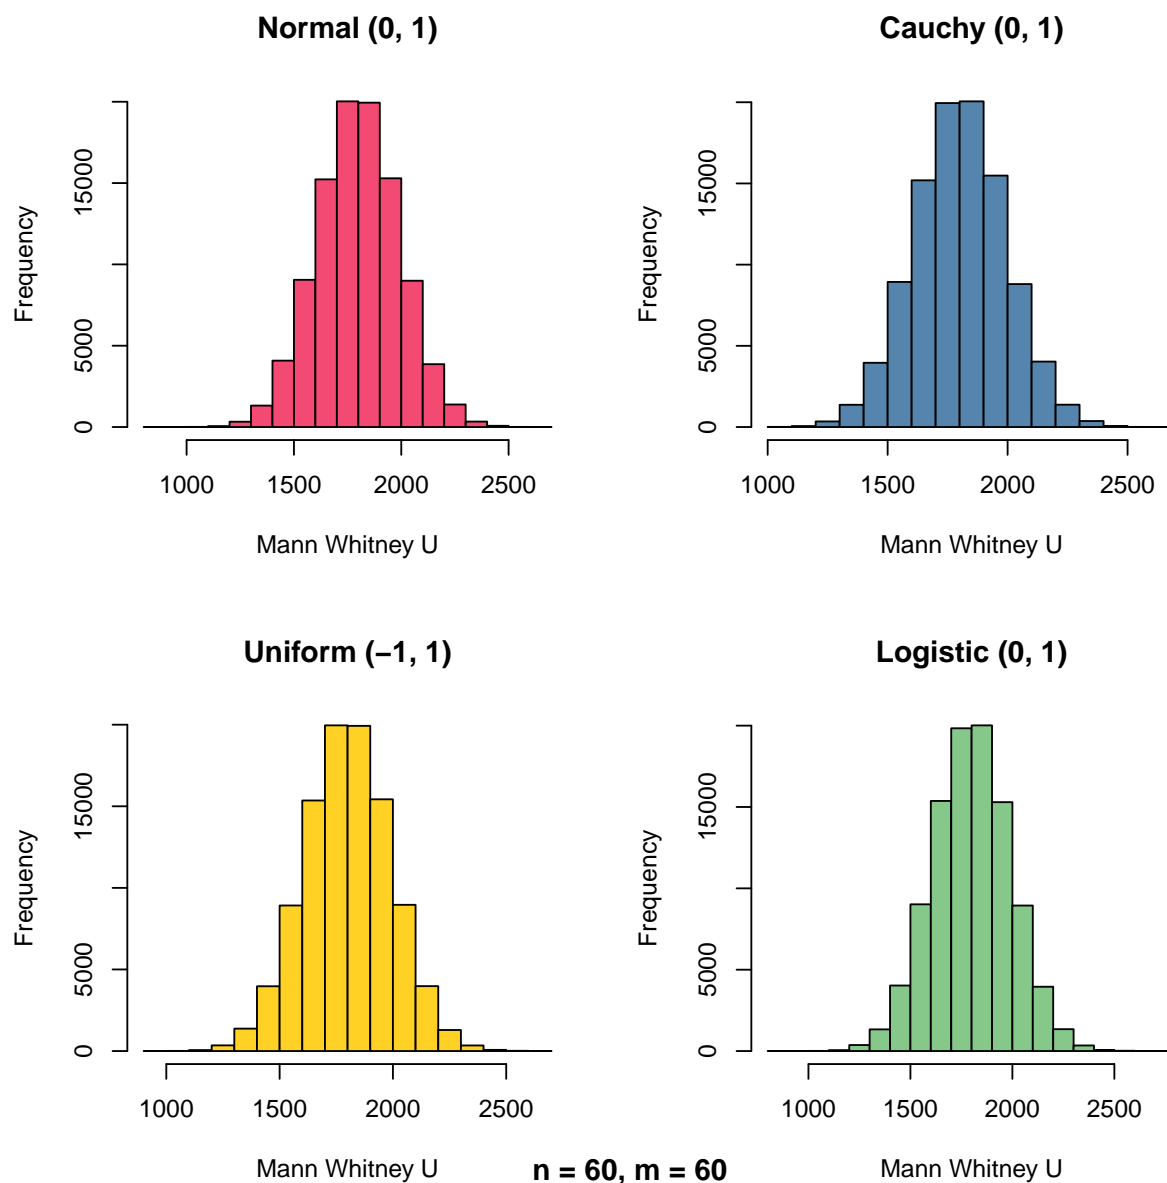 Normal (0, 1)
Frequency
0
5000
15000
1000 1500 2000 2500
Mann Whitney U
Cauchy (0, 1)
Frequency
0
5000
15000
1000 1500 2000 2500
Mann Whitney U
Uniform (−1, 1)
Frequency
0
5000
15000
1000 1500 2000 2500
Mann Whitney U
Logistic (0, 1)
Frequency
0
5000
15000
1000 1500 2000 2500
Mann Whitney U
n = 60, m = 60